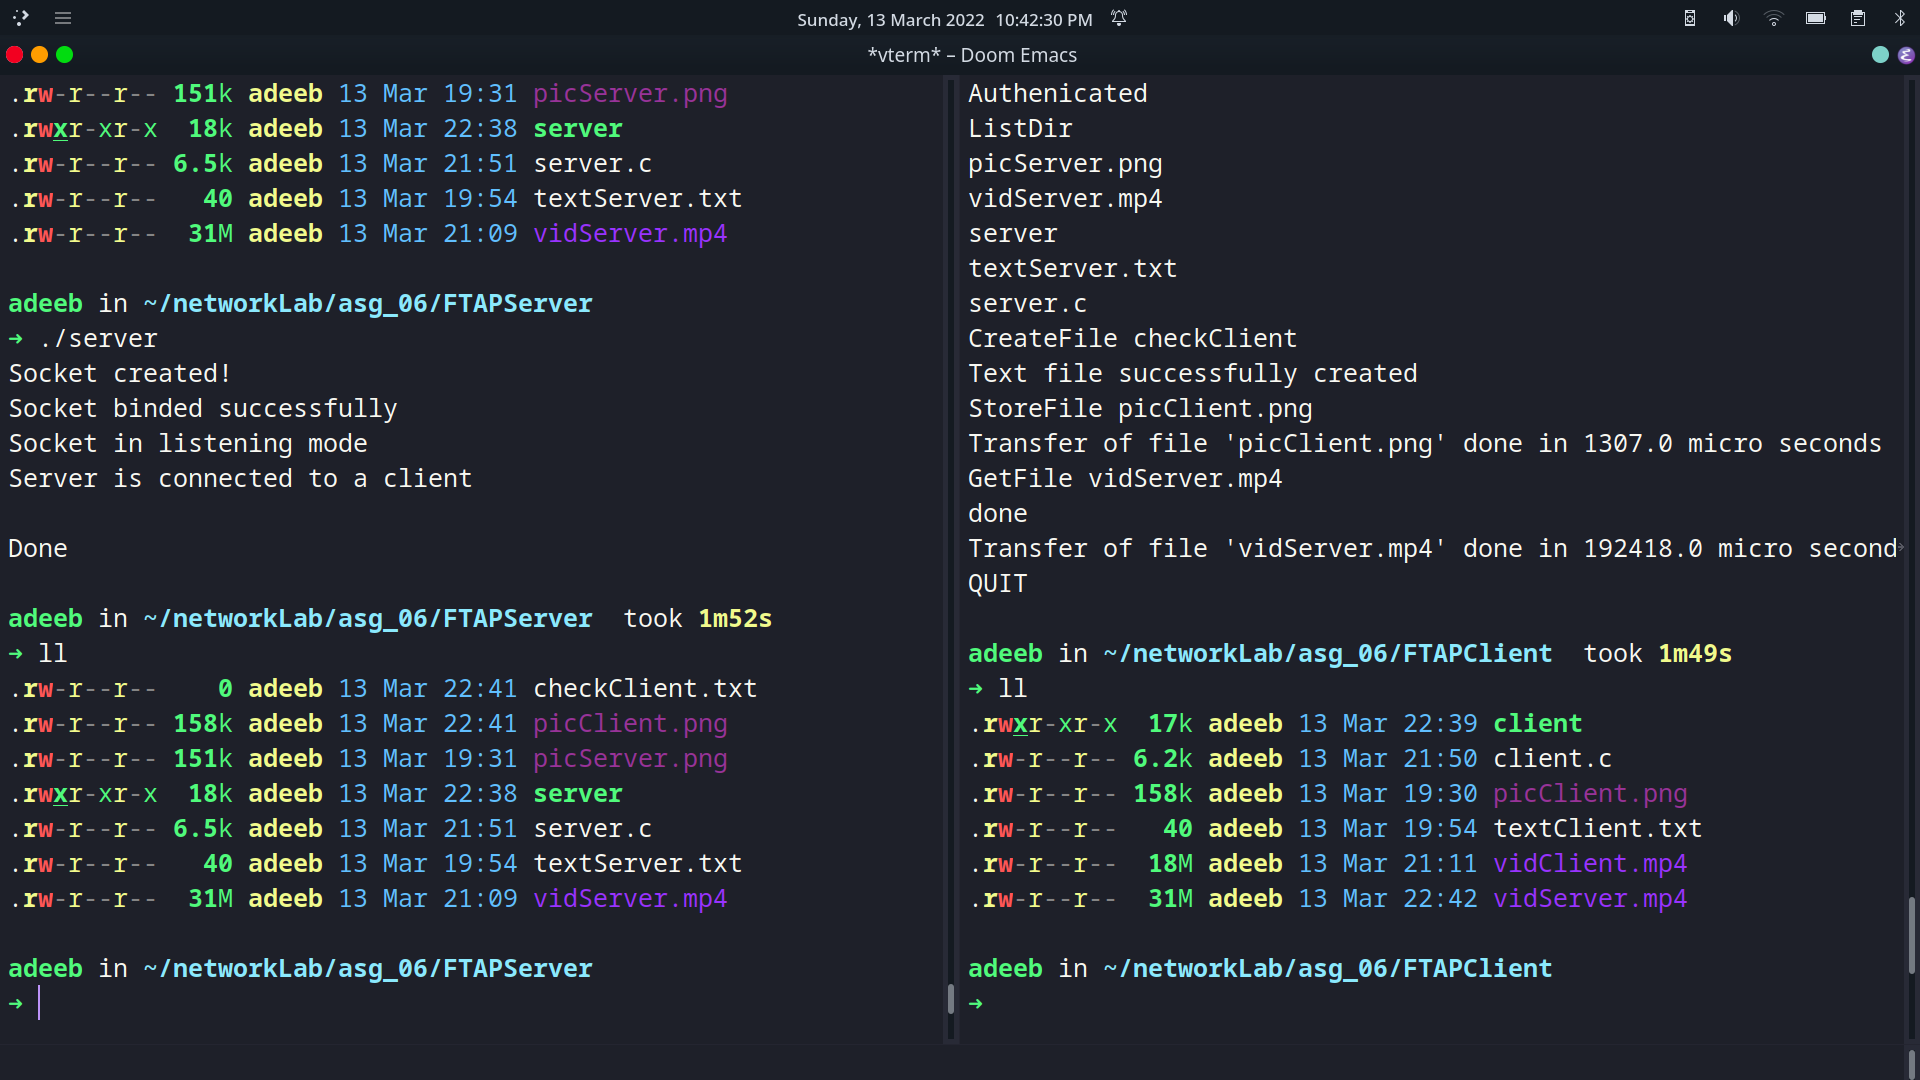 Sunday, 13 March 2022 10:42:30 PM
*vterm* – Doom Emacs
.rw-r--r-- 151k adeeb 13 Mar 19:31 picServer.png
.rwxr-xr-x 18k adeeb 13 Mar 22:38 server
.rw-r--r-- 6.5k adeeb 13 Mar 21:51 server.c
.rw-r--r-- 40 adeeb 13 Mar 19:54 textServer.txt
.rw-r--r-- 31M adeeb 13 Mar 21:09 vidServer.mp4
adeeb in ~/networkLab/asg_06/FTAPServer
➜ ./server
Socket created!
Socket binded successfully
Socket in listening mode
Server is connected to a client
Done
adeeb in ~/networkLab/asg_06/FTAPServer took 1m52s
➜ ll
.rw-r--r-- 0 adeeb 13 Mar 22:41 checkClient.txt
.rw-r--r-- 158k adeeb 13 Mar 22:41 picClient.png
.rw-r--r-- 151k adeeb 13 Mar 19:31 picServer.png
.rwxr-xr-x 18k adeeb 13 Mar 22:38 server
.rw-r--r-- 6.5k adeeb 13 Mar 21:51 server.c
.rw-r--r-- 40 adeeb 13 Mar 19:54 textServer.txt
.rw-r--r-- 31M adeeb 13 Mar 21:09 vidServer.mp4
adeeb in ~/networkLab/asg_06/FTAPServer
➜
Authenicated
ListDir
picServer.png
vidServer.mp4
server
textServer.txt
server.c
CreateFile checkClient
Text file successfully created
StoreFile picClient.png
Transfer of file 'picClient.png' done in 1307.0 micro seconds
GetFile vidServer.mp4
done
Transfer of file 'vidServer.mp4' done in 192418.0 micro second
QUIT
adeeb in ~/networkLab/asg_06/FTAPClient took 1m49s
➜ ll
.rwxr-xr-x 17k adeeb 13 Mar 22:39 client
.rw-r--r-- 6.2k adeeb 13 Mar 21:50 client.c
.rw-r--r-- 158k adeeb 13 Mar 19:30 picClient.png
.rw-r--r-- 40 adeeb 13 Mar 19:54 textClient.txt
.rw-r--r-- 18M adeeb 13 Mar 21:11 vidClient.mp4
.rw-r--r-- 31M adeeb 13 Mar 22:42 vidServer.mp4
adeeb in ~/networkLab/asg_06/FTAPClient
➜